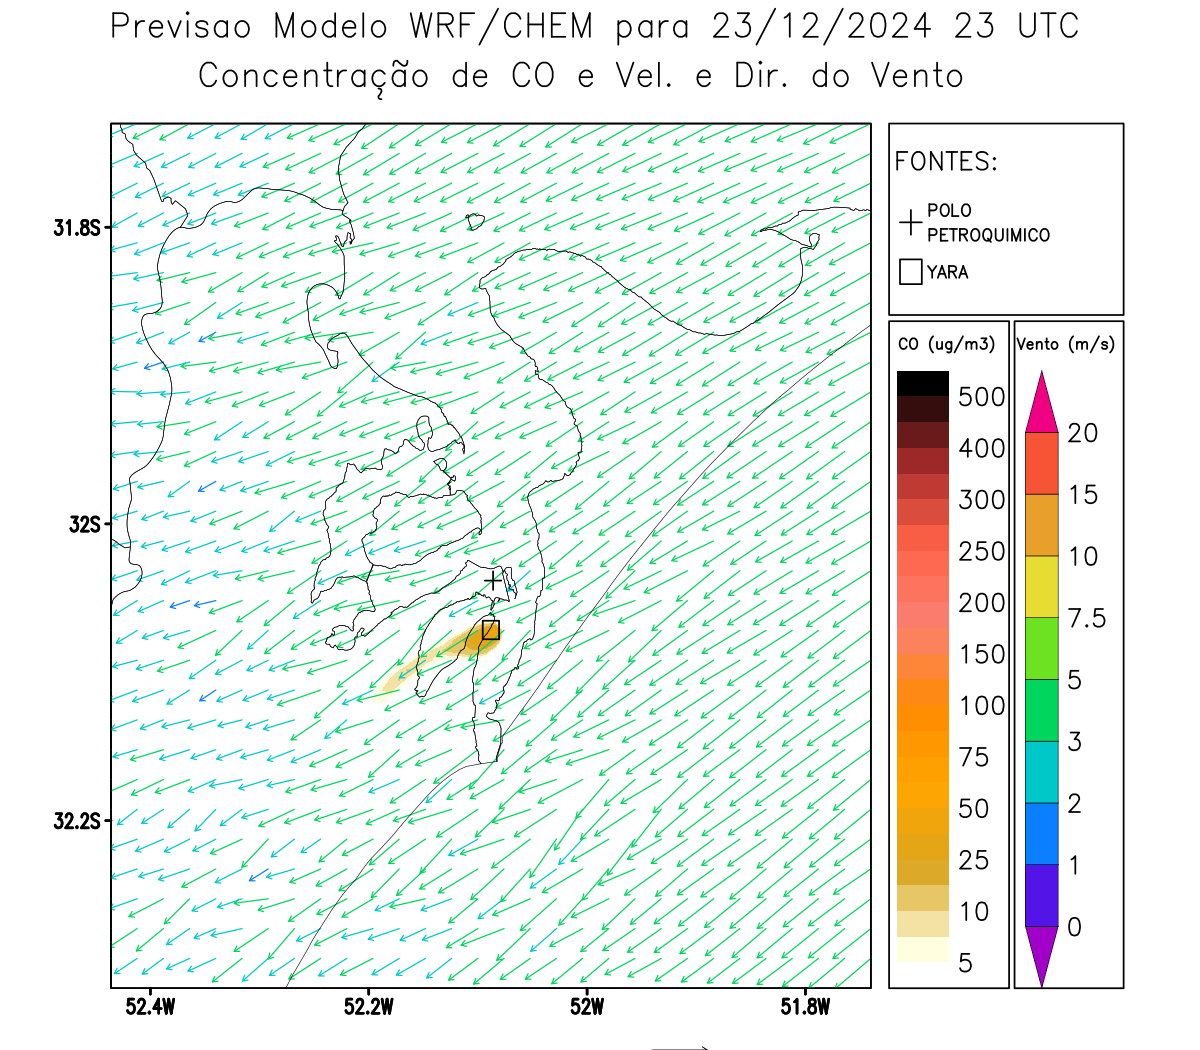 Previsao Modelo WRF/CHEM para 23/12/2024 23 UTC
Concentração de CO e Vel. e Dir. do Vento
FONTES:
POLO
PETROQUIMICO
YARA
31.8S
32S
32.2S
52.4W
52.2W
52W
51.8W
CO (ug/m3)
500
400
300
250
200
150
100
75
50
25
10
5
Vento (m/s)
20
15
10
7.5
5
3
2
1
0